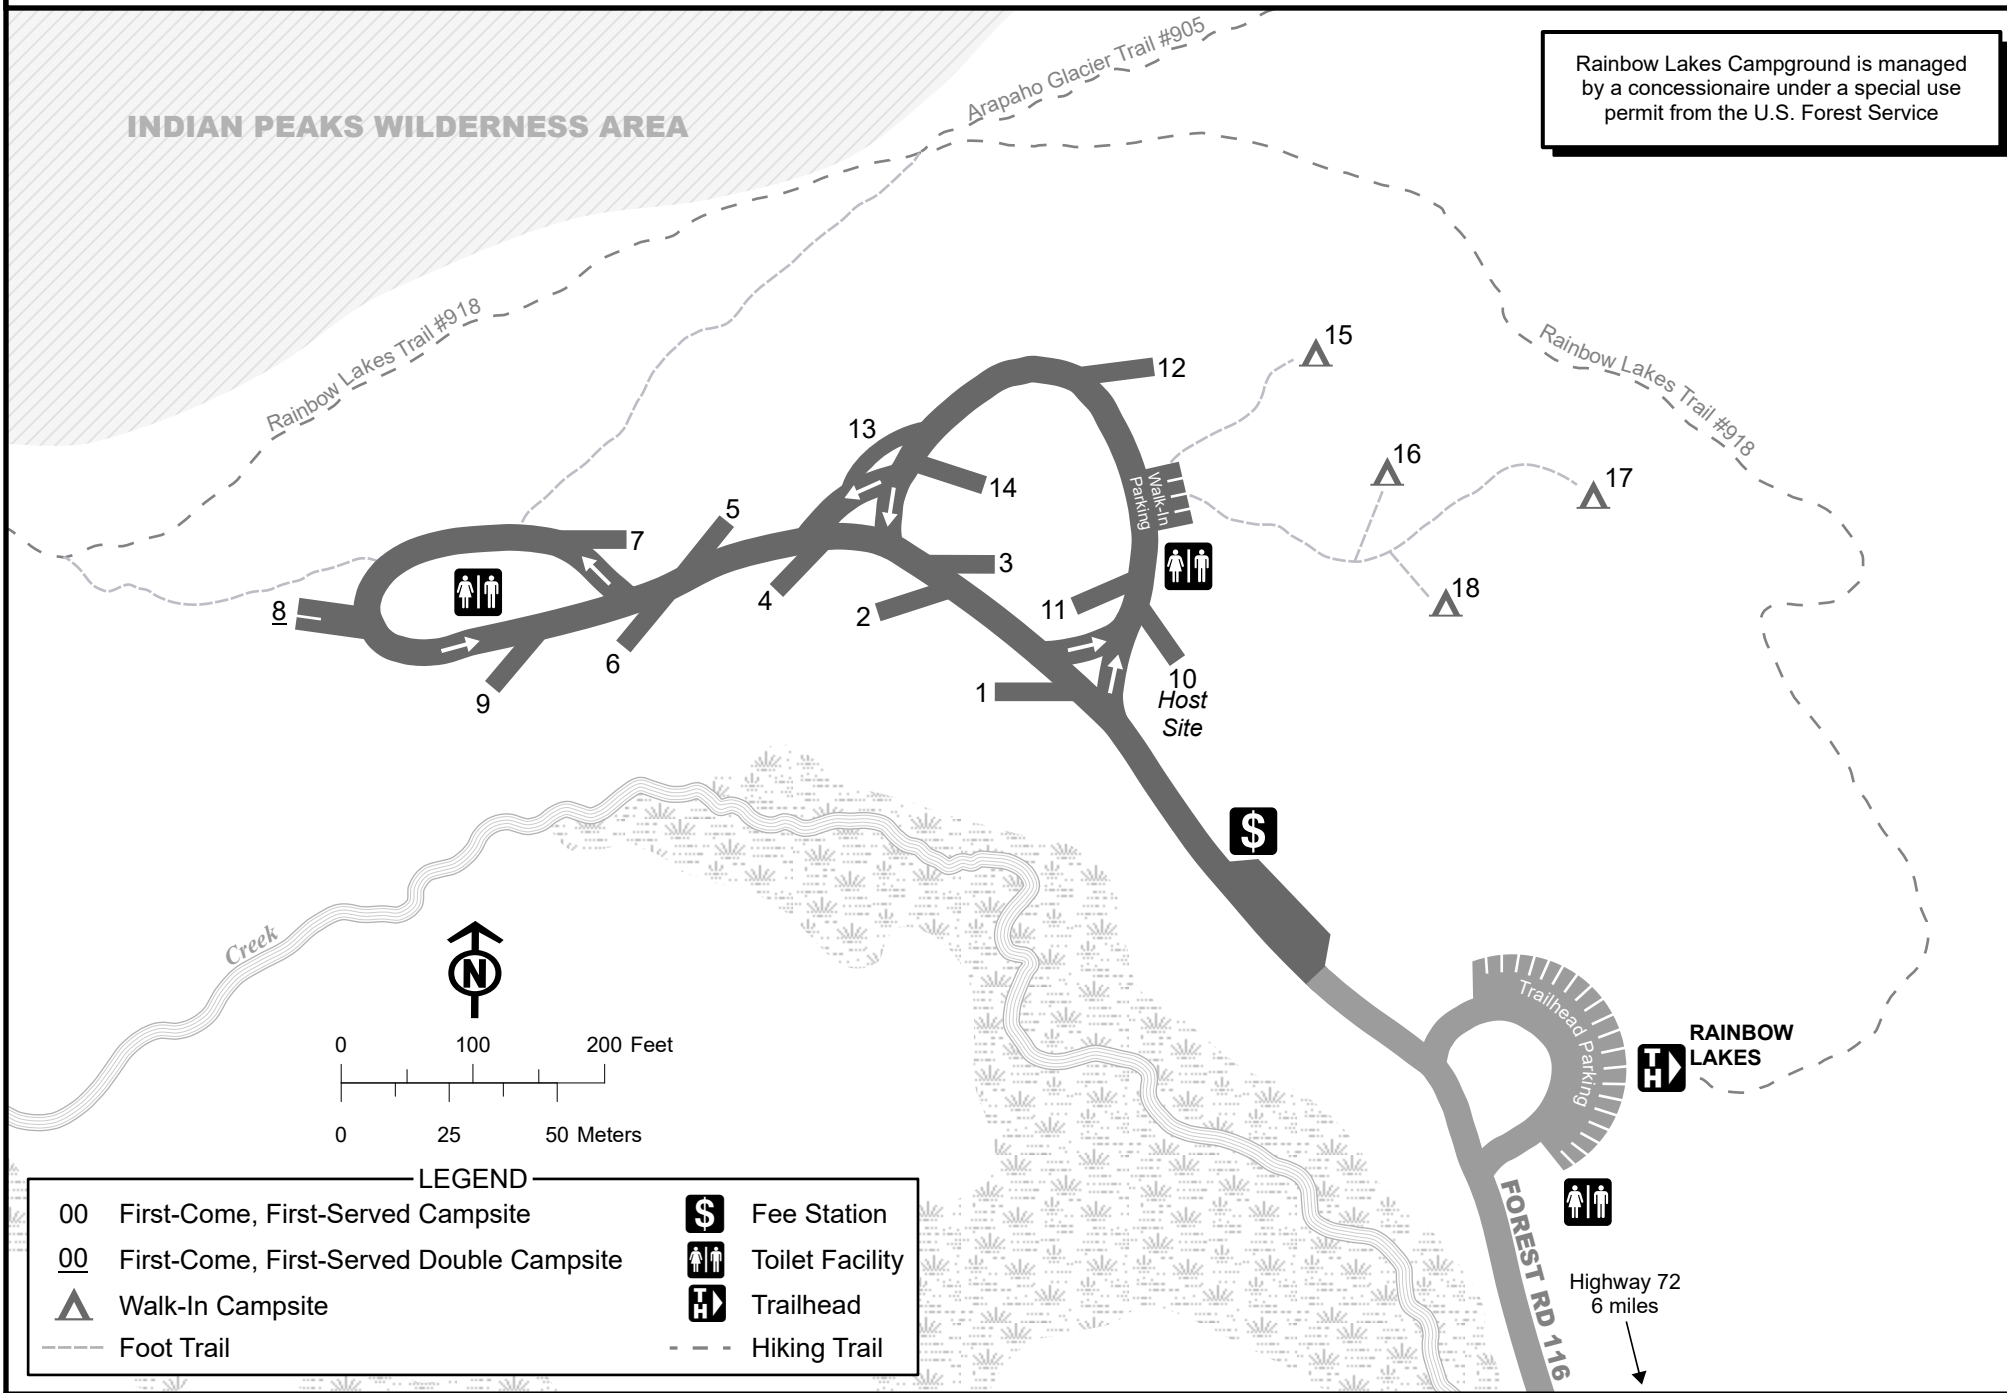 Arapaho Glacier Trail #905
Rainbow Lakes Campground is managed
by a concessionaire under a special use
permit from the U.S. Forest Service
INDIAN PEAKS WILDERNESS AREA
Rainbow Lakes Trail #918
Rainbow Lakes Trail #918
15
12
13
16
17
14
5
Walk-In
Parking
7
3
18
8
4
2
11
6
10
Host
Site
1
9
$
Creek
N
Trailhead Parking
TH
RAINBOW
LAKES
0 100 200 Feet
0 25 50 Meters
FOREST RD 116
Highway 72
6 miles
LEGEND
00 First-Come, First-Served Campsite
00 First-Come, First-Served Double Campsite
Walk-In Campsite
Foot Trail
$ Fee Station
Toilet Facility
TH Trailhead
Hiking Trail